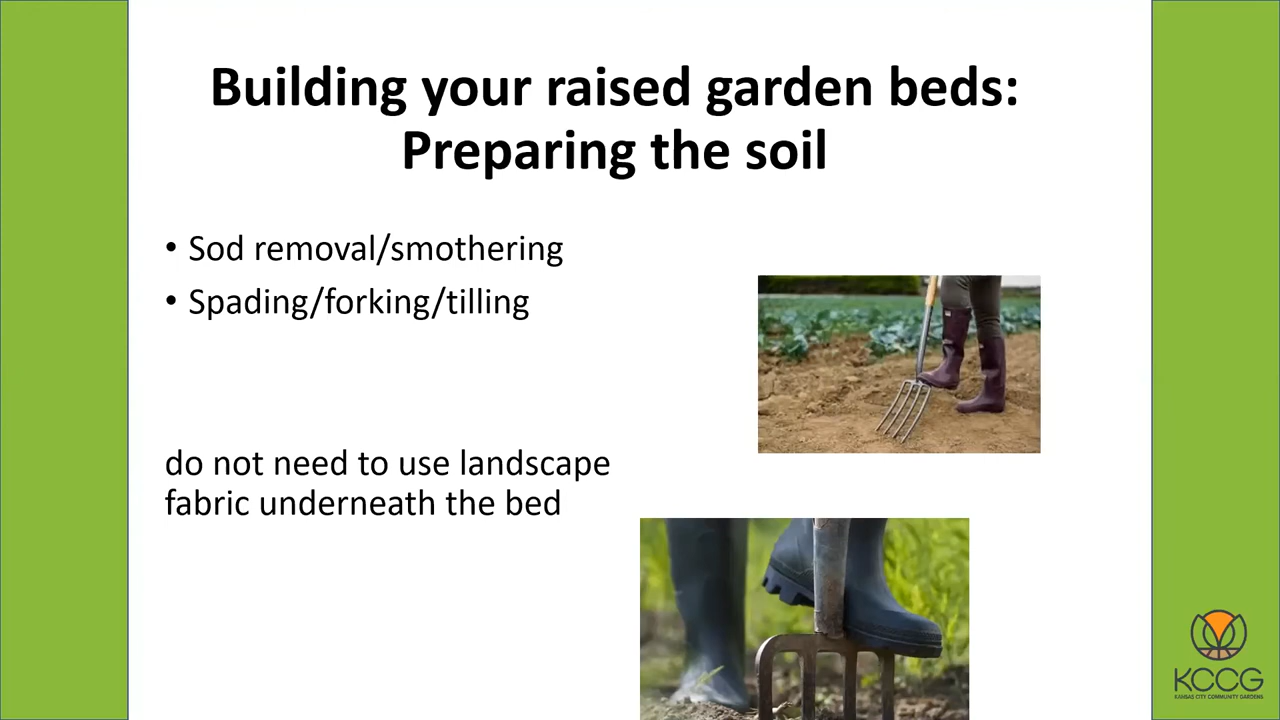 Building your raised garden beds:
Preparing the soil
• Sod removal/smothering
• Spading/forking/tilling
do not need to use landscape
fabric underneath the bed
KCCG
KANSAS CITY COMMUNITY GARDENS